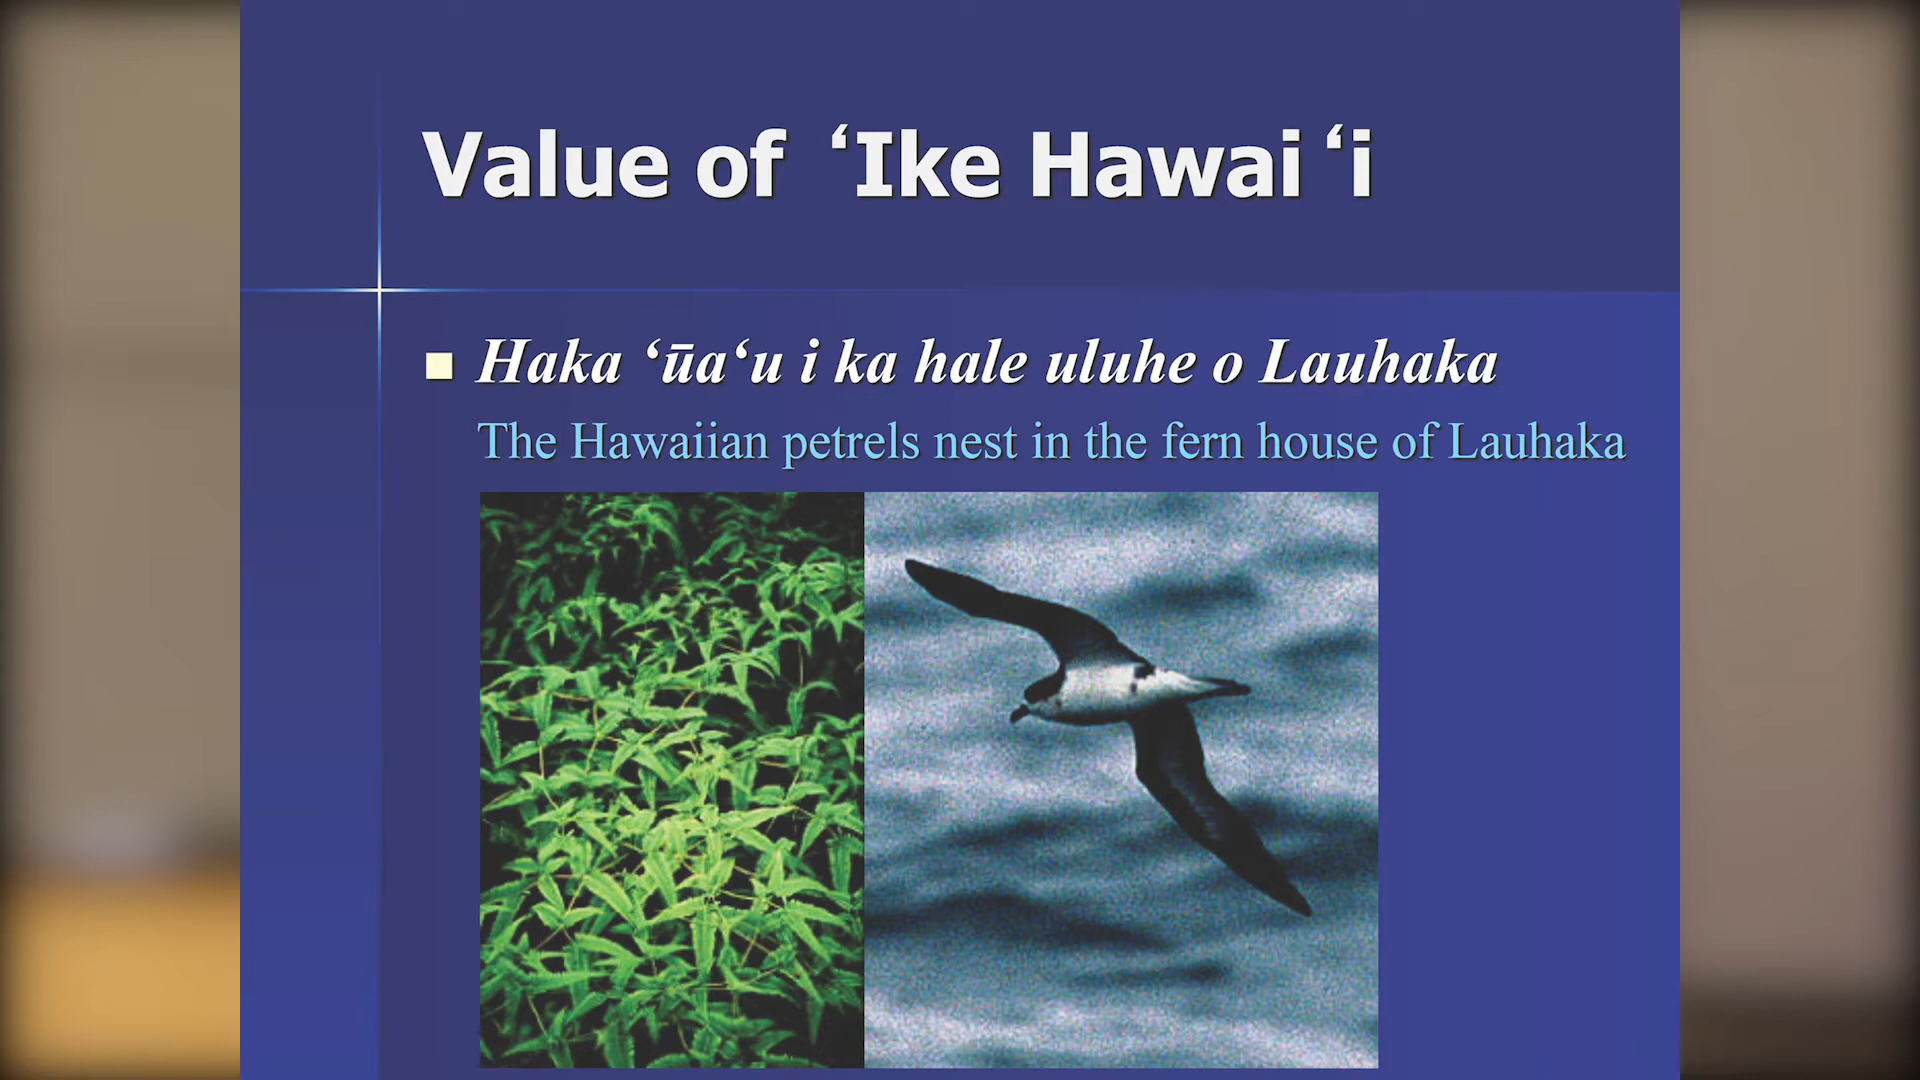 Value of ʻIke Hawai ʻi
Haka ʻūaʻu i ka hale uluhe o Lauhaka
The Hawaiian petrels nest in the fern house of Lauhaka